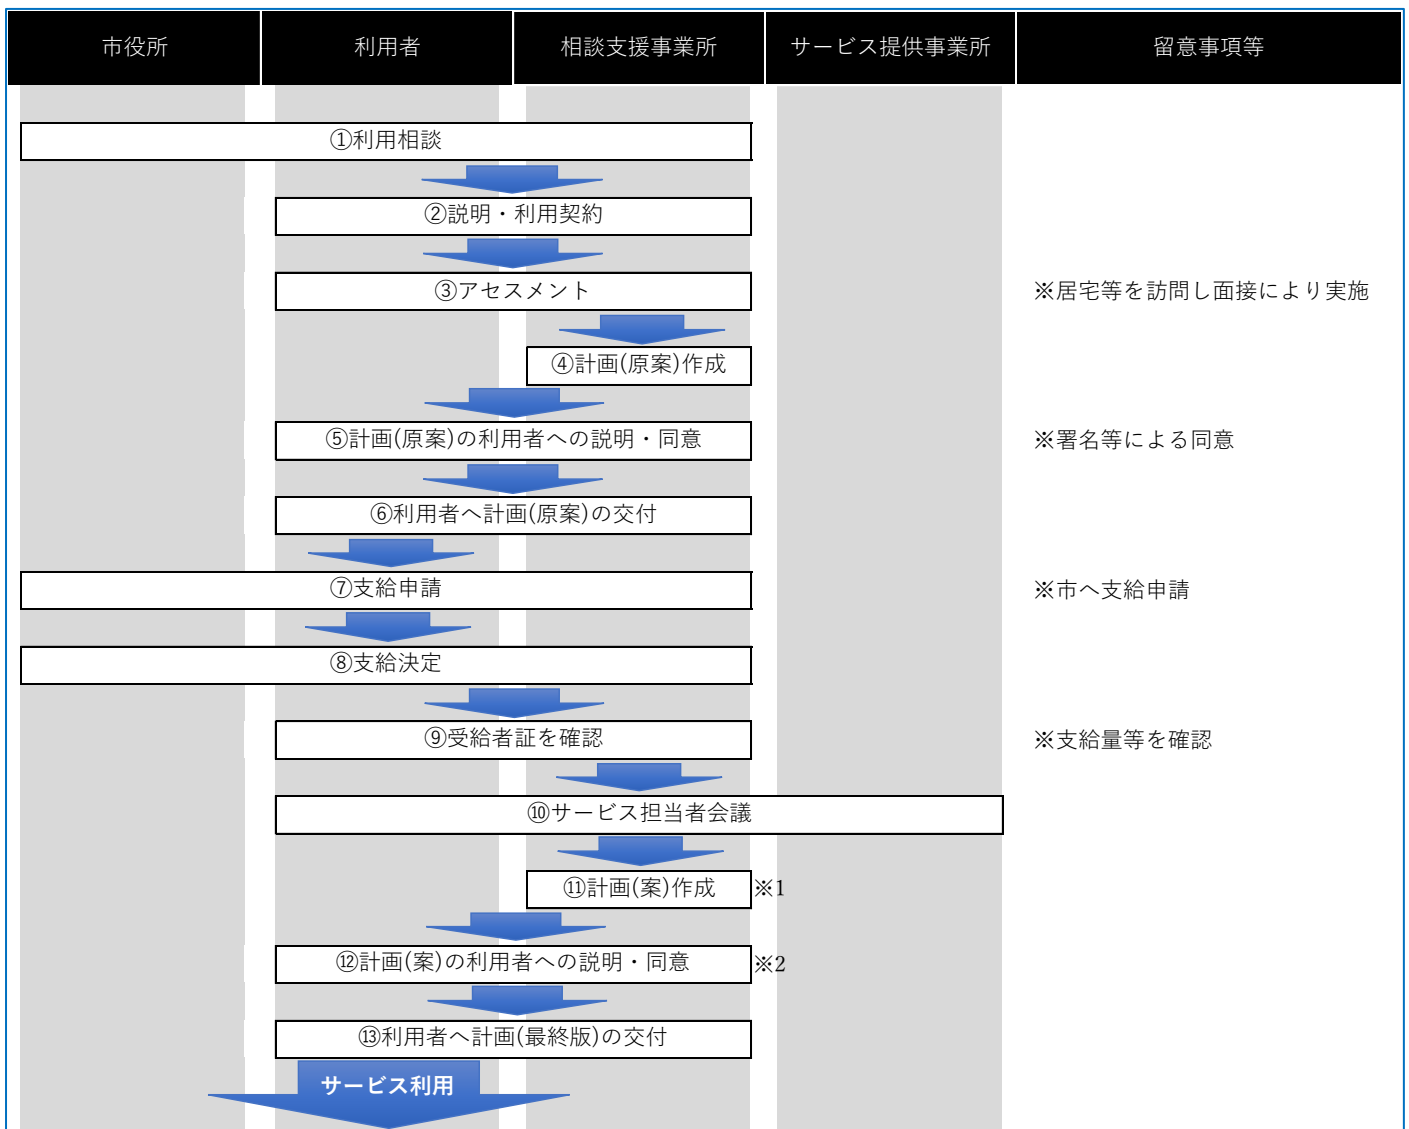 市役所
利用者
相談支援事業所
サービス提供事業所
留意事項等
①利用相談
②説明・利用契約
③アセスメント
※居宅等を訪問し面接により実施
④計画(原案)作成
⑤計画(原案)の利用者への説明・同意
※署名等による同意
⑥利用者へ計画(原案)の交付
⑦支給申請
※市へ支給申請
⑧支給決定
⑨受給者証を確認
※支給量等を確認
⑩サービス担当者会議
⑪計画(案)作成
※1
⑫計画(案)の利用者への説明・同意
※2
⑬利用者へ計画(最終版)の交付
サービス利用